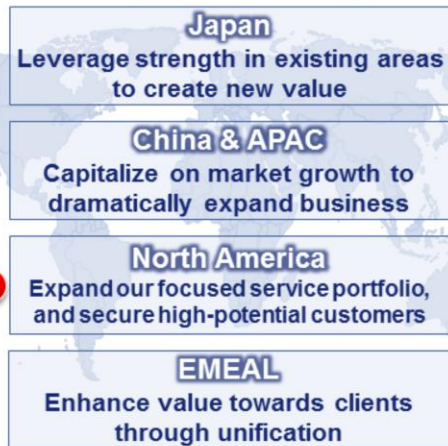 Japan
Leverage strength in existing areas
to create new value
China & APAC
Capitalize on market growth to
dramatically expand business
North America
Expand our focused service portfolio,
and secure high-potential customers
EMEAL
Enhance value towards clients
through unification